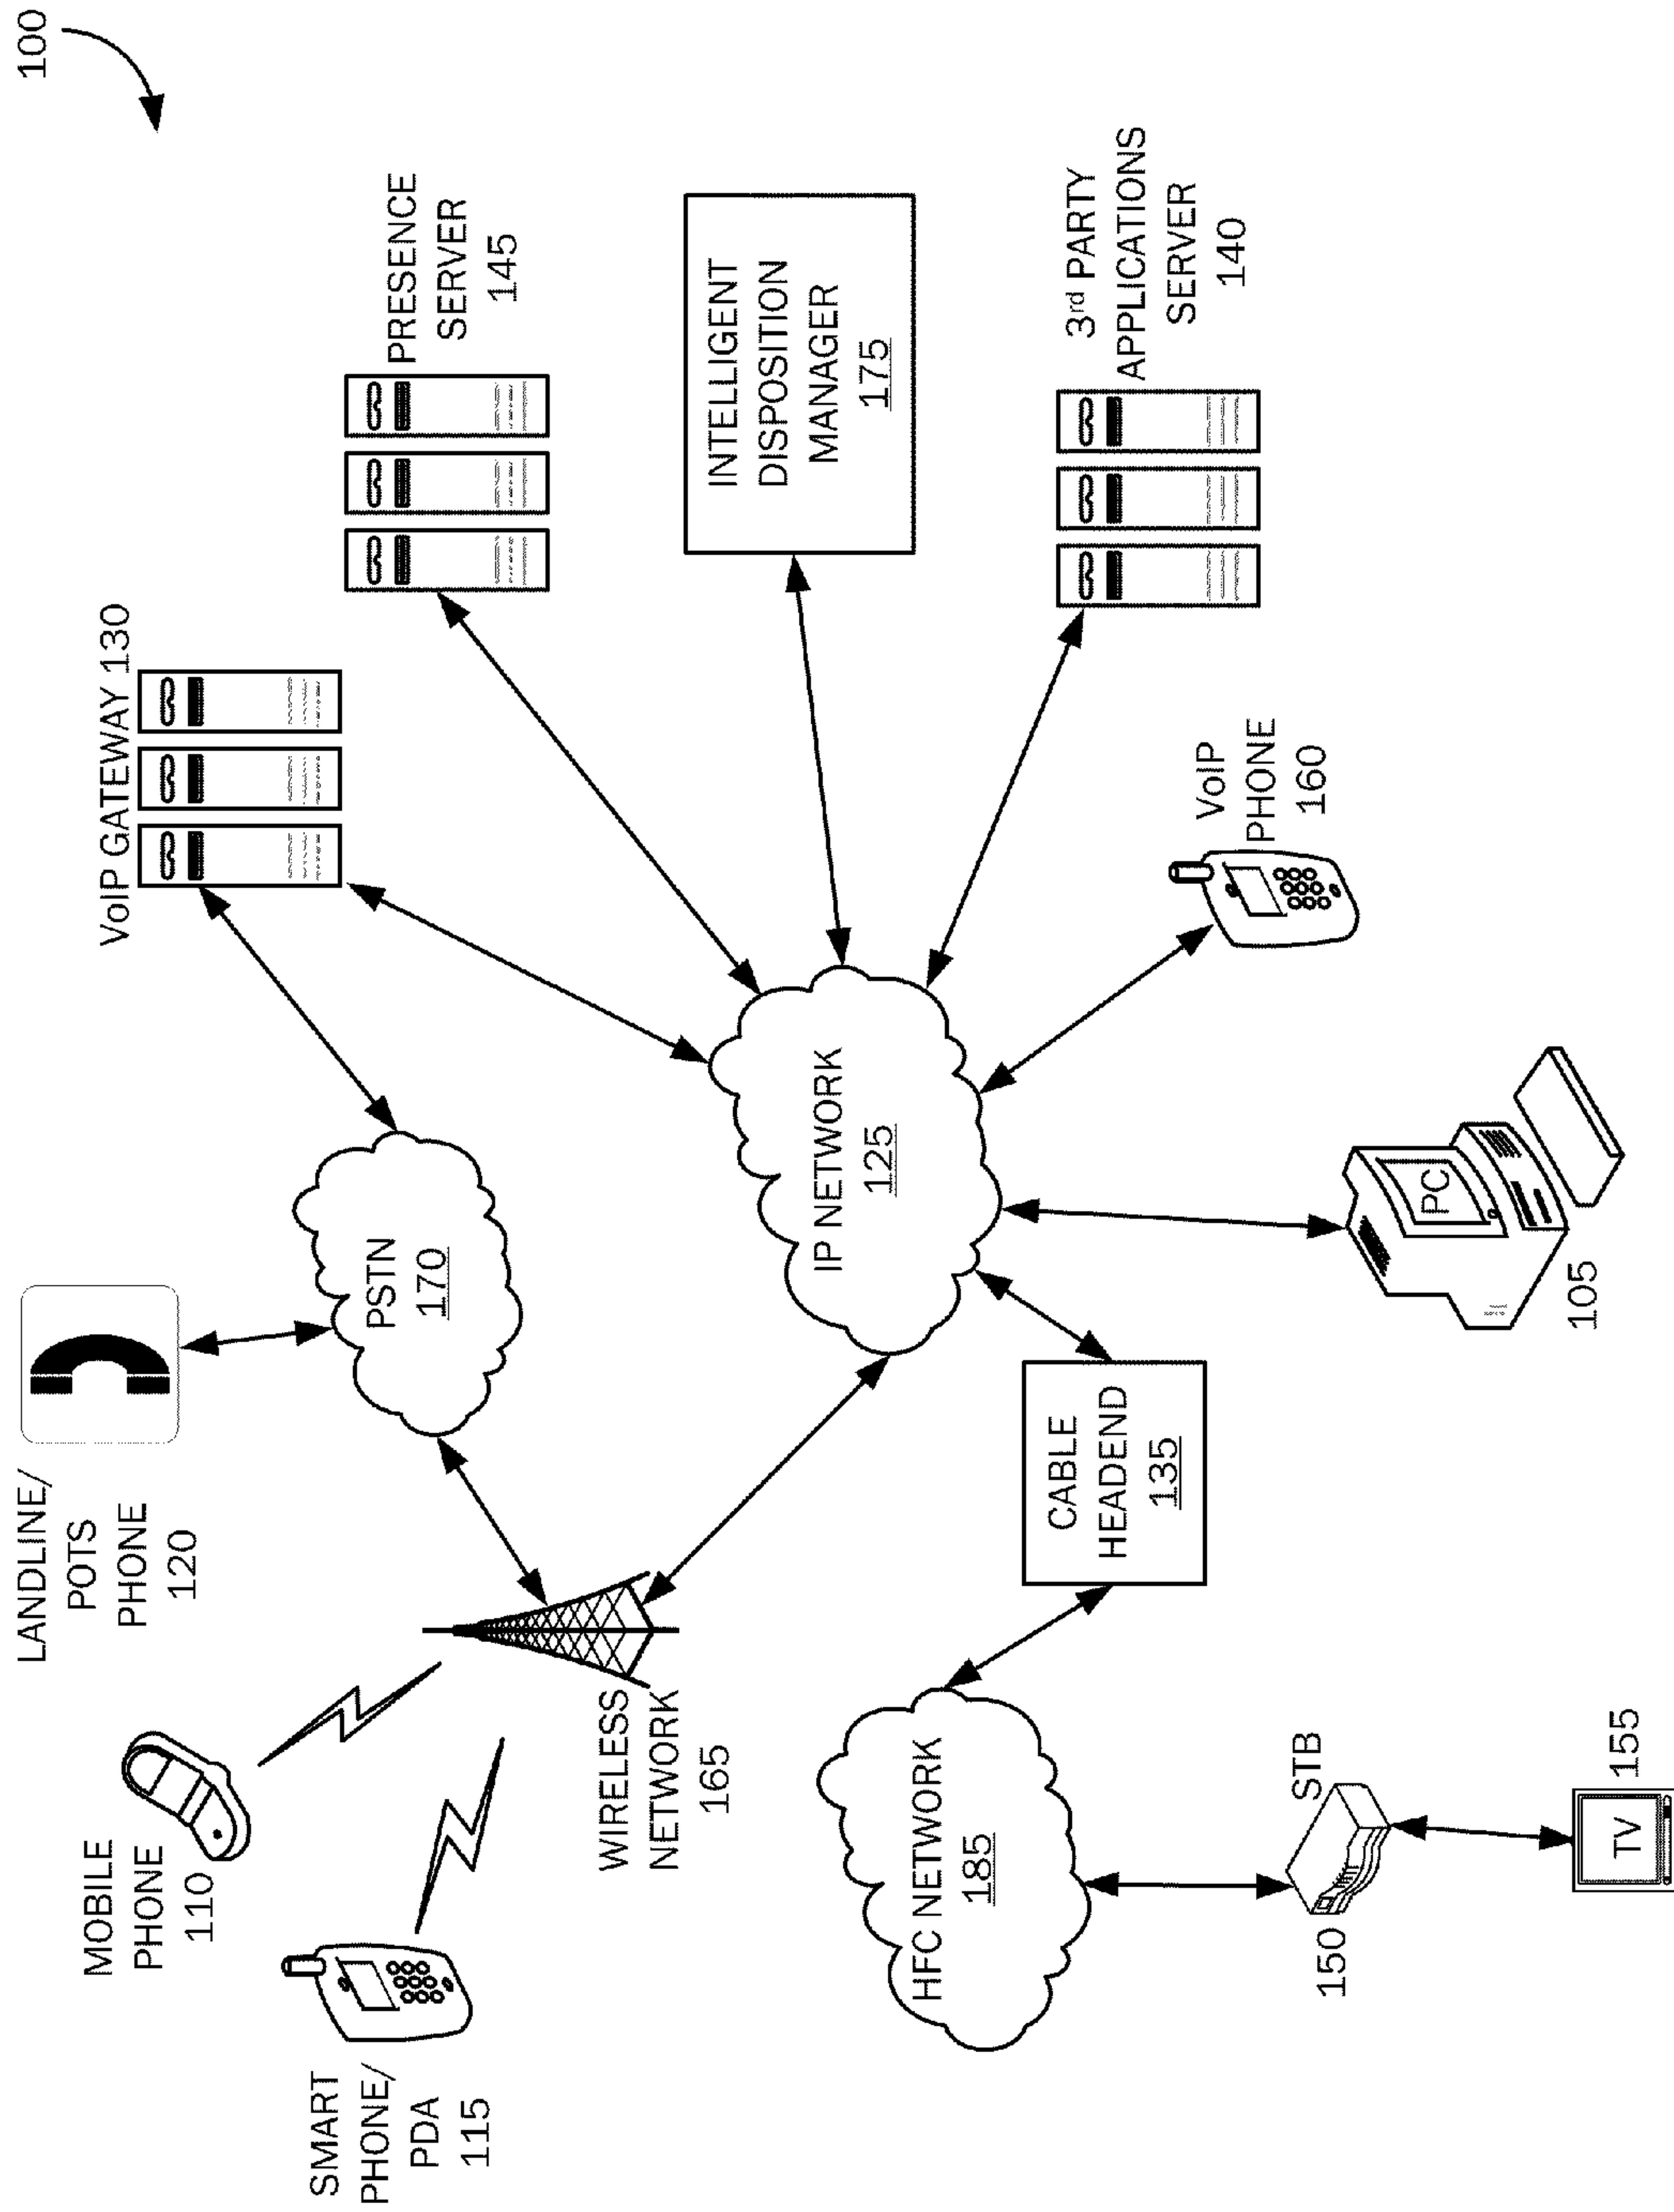 100
LANDLINE/
POTS
PHONE
120
MOBILE
PHONE
110
SMART
PHONE/
PDA
115
WIRELESS
NETWORK
165
PSTN
170
VoIP GATEWAY 130
PRESENCE
SERVER
145
INTELLIGENT
DISPOSITION
MANAGER
175
3rd PARTY
APPLICATIONS
SERVER
140
IP NETWORK
125
VoIP
PHONE
160
CABLE
HEADEND
135
HFC NETWORK
185
PC
105
STB
150
TV
155